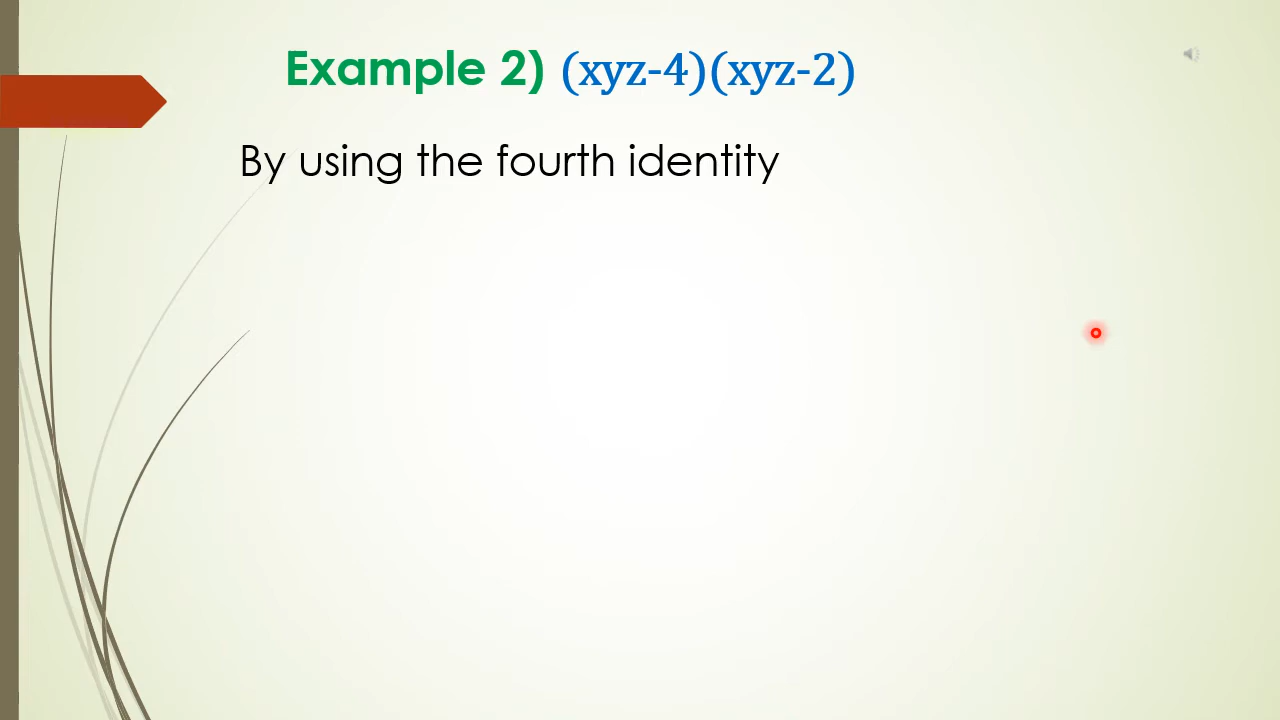 Example 2) (xyz-4)(xyz-2)
By using the fourth identity